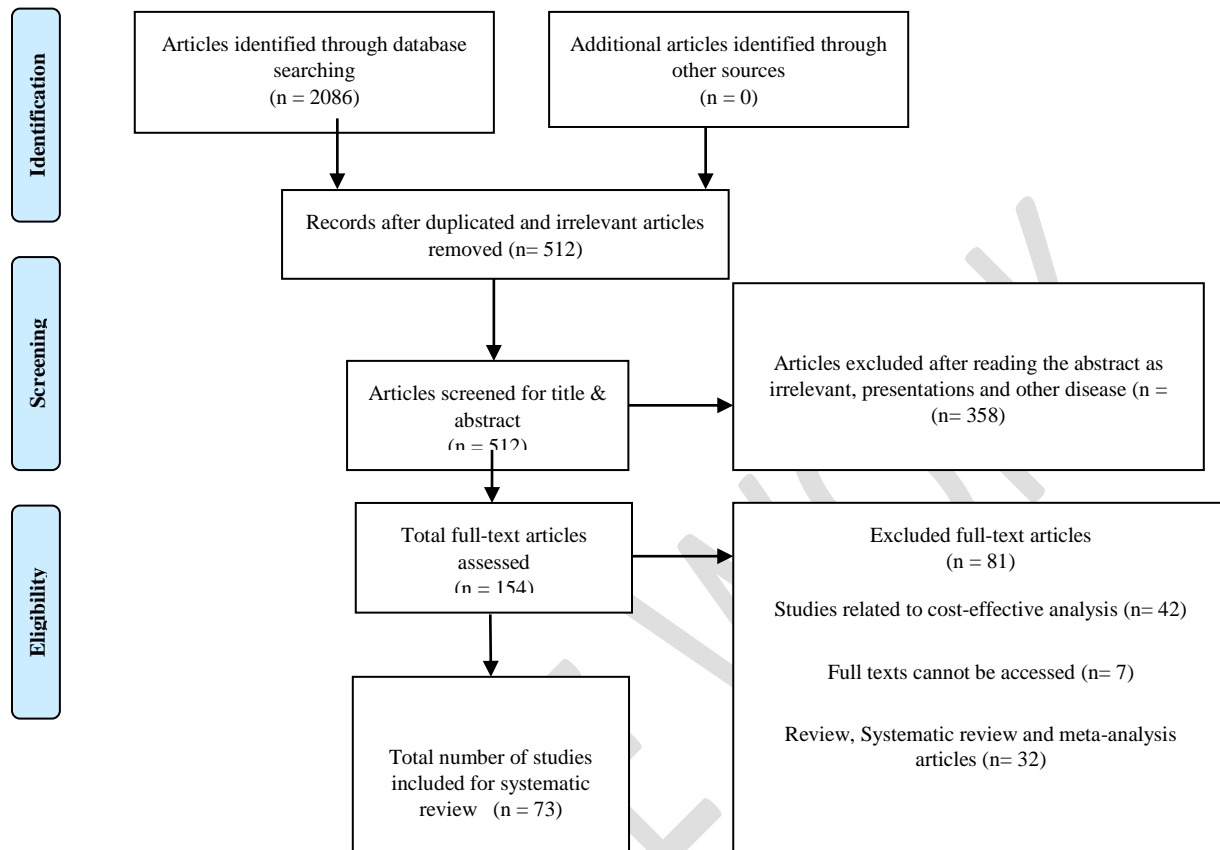 Identification
Articles identified through database
searching
(n = 2086)
Additional articles identified through
other sources
(n = 0)
Records after duplicated and irrelevant articles
removed (n= 512)
Screening
Articles screened for title &
abstract
(n = 512)
Articles excluded after reading the abstract as
irrelevant, presentations and other disease (n =
(n= 358)
Eligibility
Total full-text articles
assessed
(n = 154)
Excluded full-text articles
(n = 81)
Studies related to cost-effective analysis (n= 42)
Full texts cannot be accessed (n= 7)
Review, Systematic review and meta-analysis
articles (n= 32)
Total number of studies
included for systematic
review (n = 73)